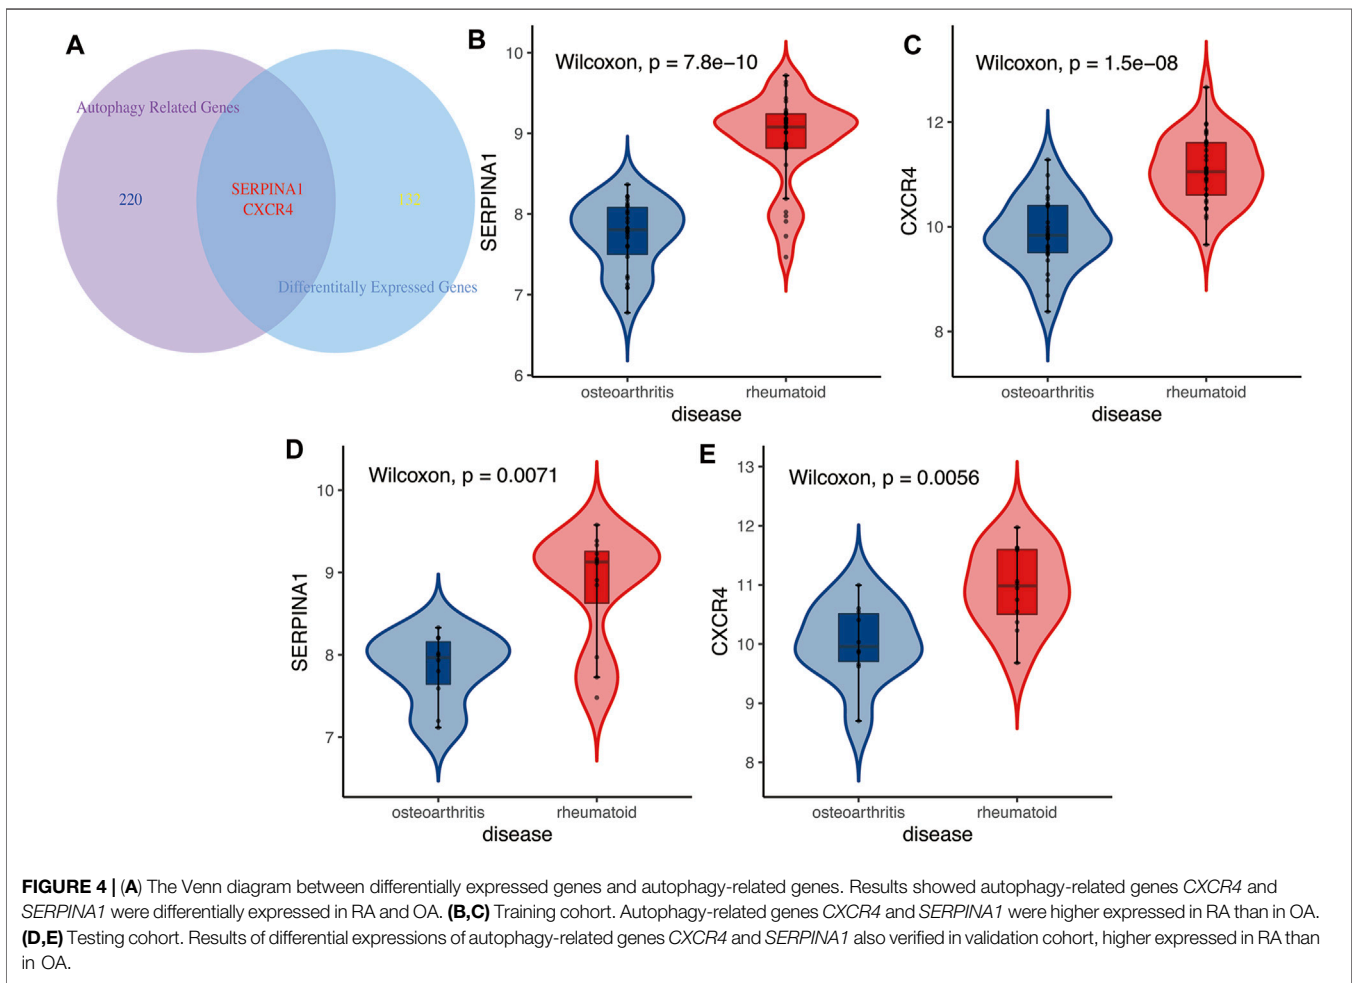 A
Autophagy Related Genes
220
SERPINA1
CXCR4
132
Differentitally Expressed Genes
B
Wilcoxon, p = 7.8e−10
SERPINA1
10
9
8
7
6
osteoarthritis
rheumatoid
disease
C
Wilcoxon, p = 1.5e−08
CXCR4
12
10
8
osteoarthritis
rheumatoid
disease
D
Wilcoxon, p = 0.0071
SERPINA1
10
9
8
7
osteoarthritis
rheumatoid
disease
E
Wilcoxon, p = 0.0056
CXCR4
13
12
11
10
9
8
osteoarthritis
rheumatoid
disease
FIGURE 4 | (A) The Venn diagram between differentially expressed genes and autophagy-related genes. Results showed autophagy-related genes CXCR4 and
SERPINA1 were differentially expressed in RA and OA. (B,C) Training cohort. Autophagy-related genes CXCR4 and SERPINA1 were higher expressed in RA than in OA.
(D,E) Testing cohort. Results of differential expressions of autophagy-related genes CXCR4 and SERPINA1 also verified in validation cohort, higher expressed in RA than
in OA.